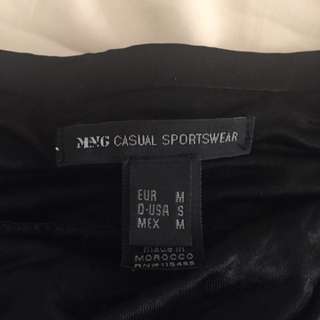 MNG CASUAL SPORTSWEAR
EUR M
D-USA S
MEX M
made in
MOROCCO